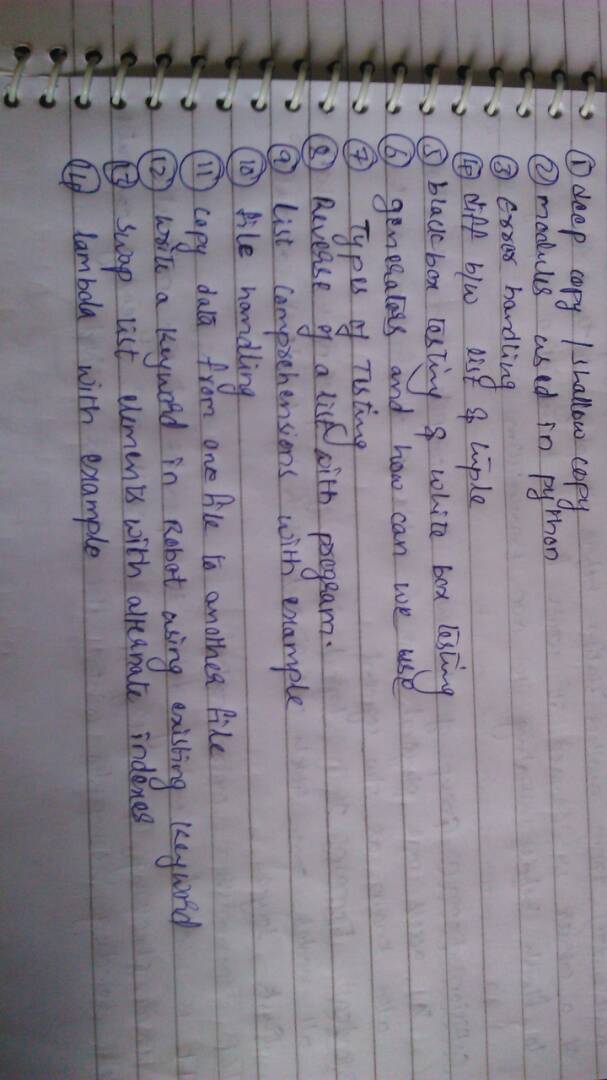 ① deep copy / shallow copy
② modules used in python
③ error handling
④ diff b/w list & tuple
⑤ black box testing & white box testing
⑥ generators and how can we use
⑦ Types of Testing
⑧ Reverse of a list with program.
⑨ list comprehensions with example
⑩ file handling
⑪ copy data from one file to another file
⑫ write a keyword in Robot using existing keyword
⑬ swap list elements with alternate indexes
⑭ lambda with example